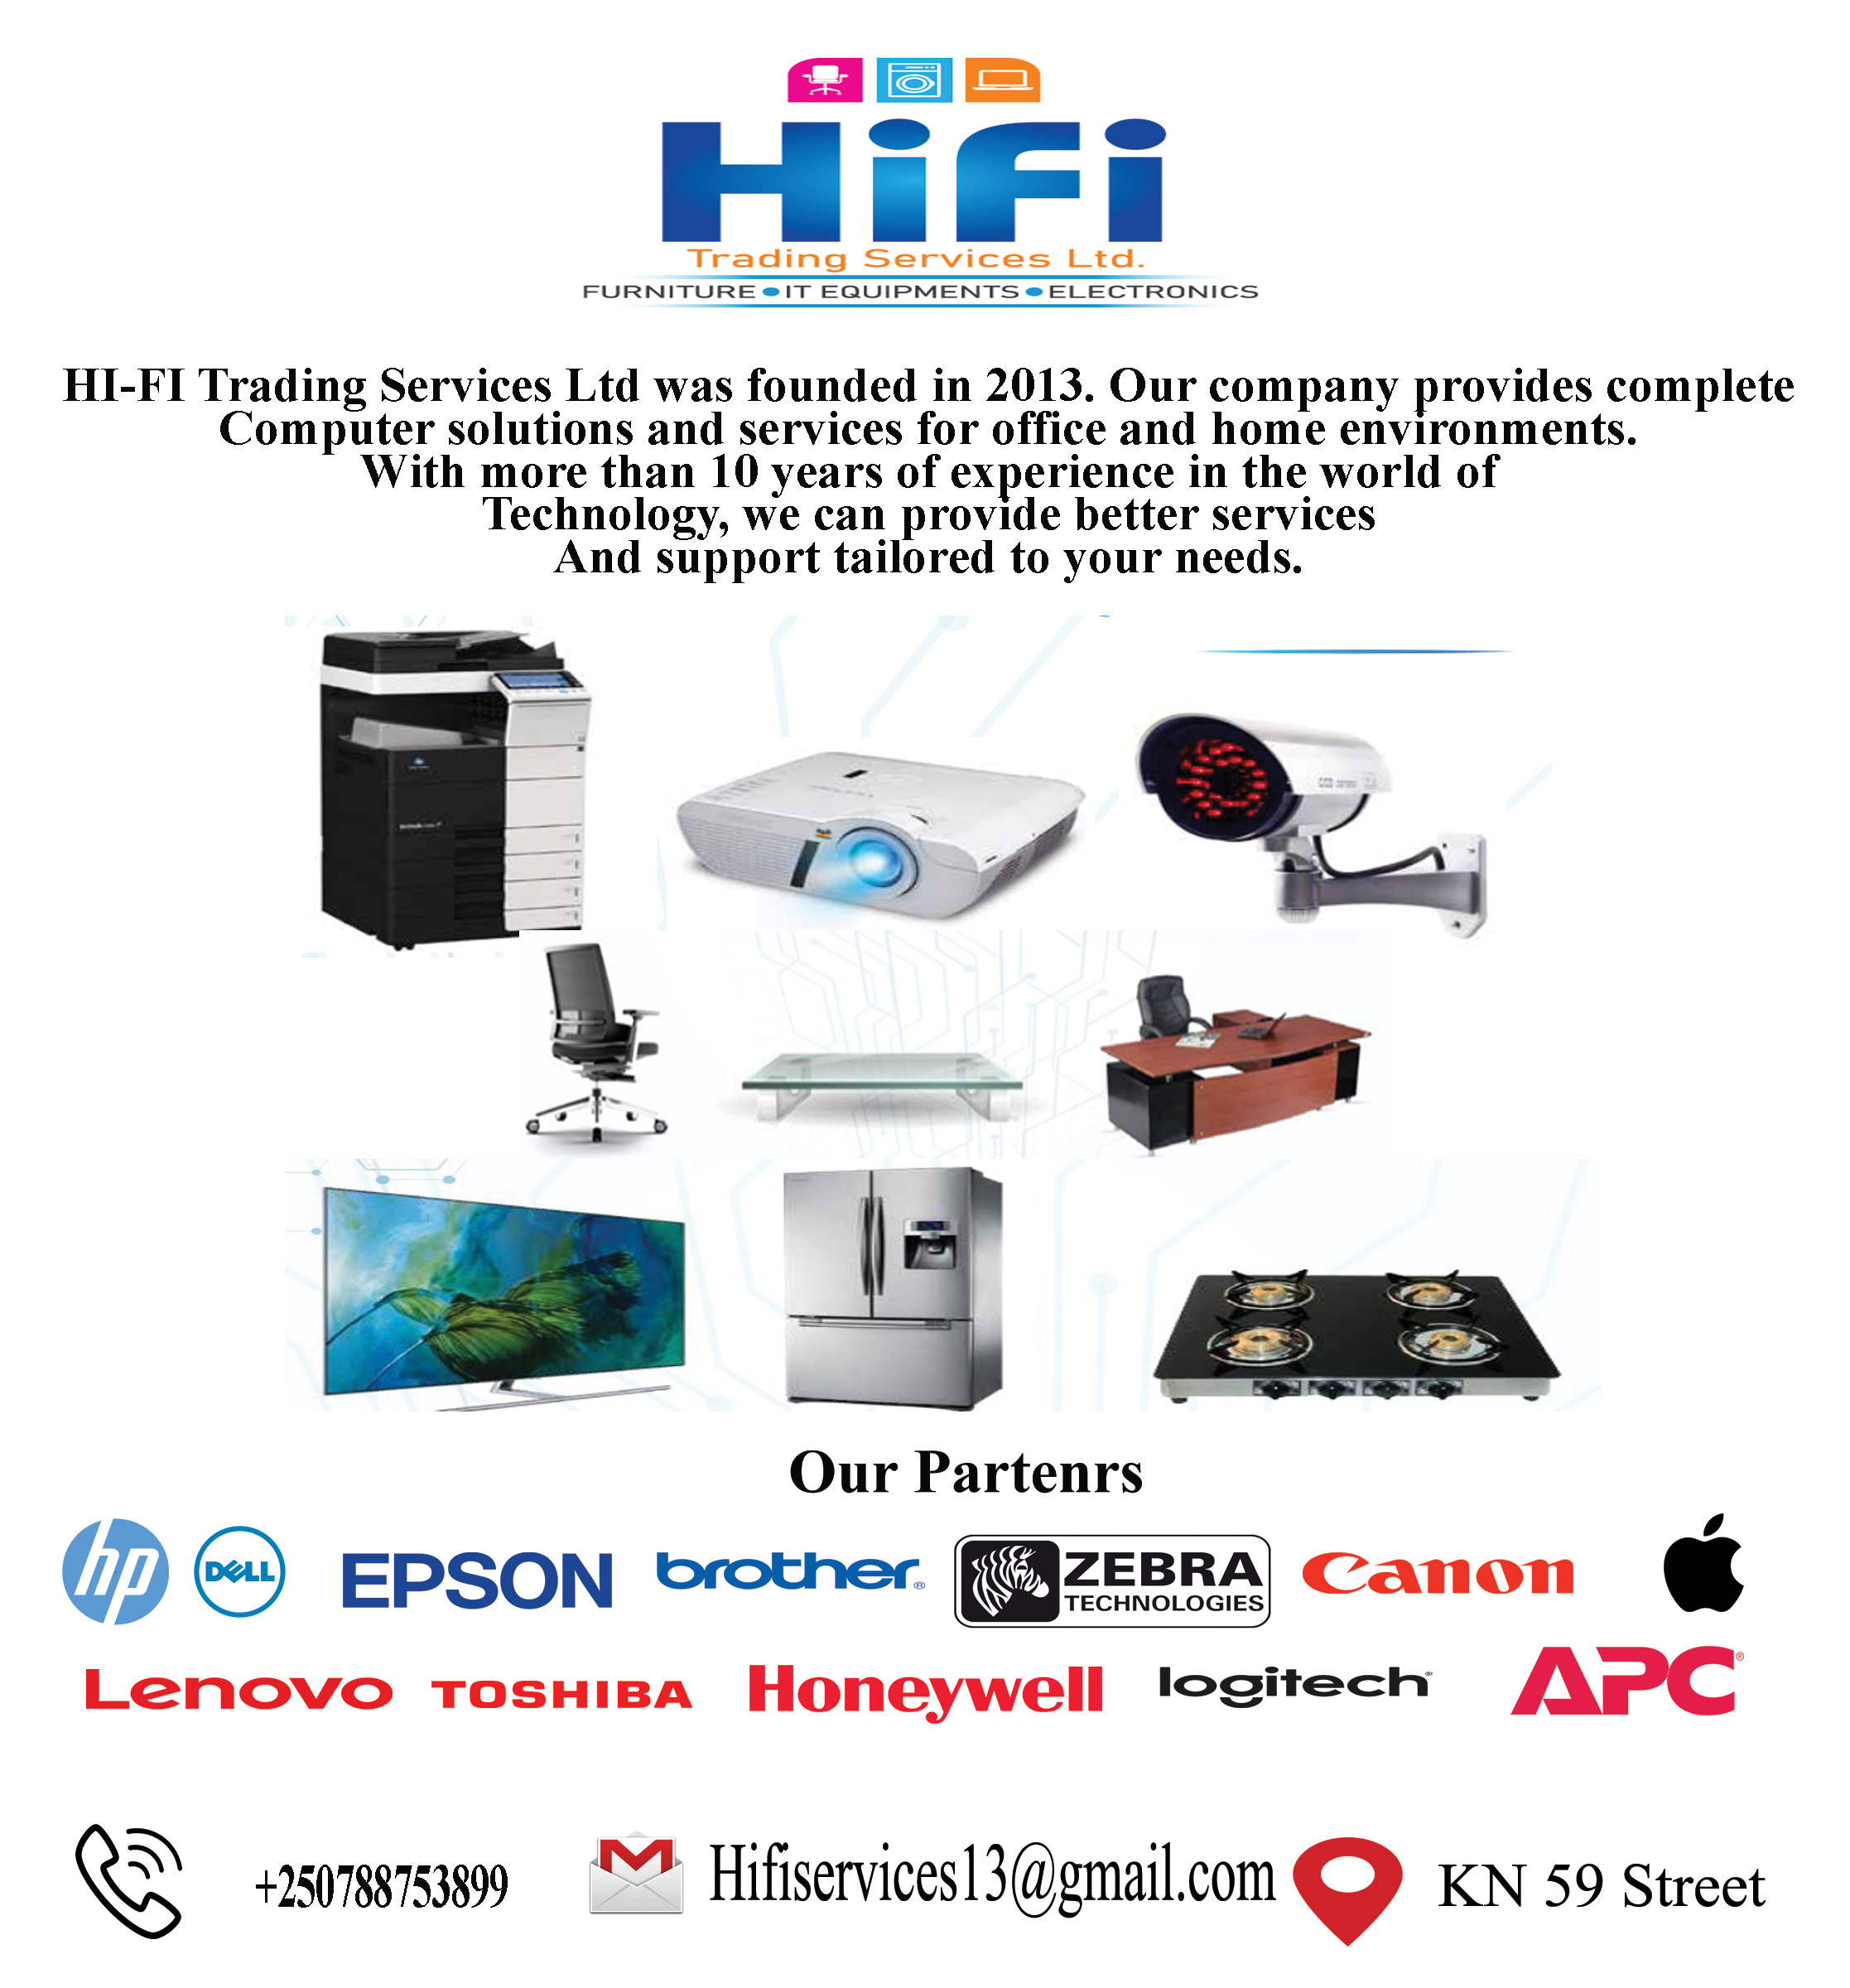 HiFi
Trading Services Ltd.
FURNITURE • IT EQUIPMENTS • ELECTRONICS
HI-FI Trading Services Ltd was founded in 2013. Our company provides complete
Computer solutions and services for office and home environments.
With more than 10 years of experience in the world of
Technology, we can provide better services
And support tailored to your needs.
Our Partenrs
hp DELL EPSON brother® ZEBRA TECHNOLOGIES Canon
Lenovo TOSHIBA Honeywell logitech® APC®
+250788753899 Hifiservices13@gmail.com KN 59 Street